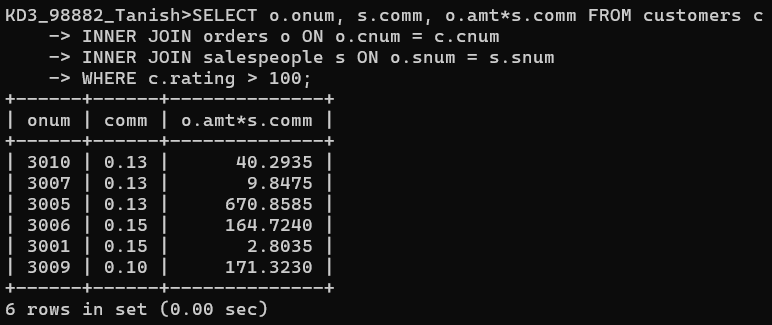 KD3_98882_Tanish>SELECT o.onum, s.comm, o.amt*s.comm FROM customers c
    -> INNER JOIN orders o ON o.cnum = c.cnum
    -> INNER JOIN salespeople s ON o.snum = s.snum
    -> WHERE c.rating > 100;
+------+------+--------------+
| onum | comm | o.amt*s.comm |
+------+------+--------------+
| 3010 | 0.13 |      40.2935 |
| 3007 | 0.13 |       9.8475 |
| 3005 | 0.13 |     670.8585 |
| 3006 | 0.15 |     164.7240 |
| 3001 | 0.15 |       2.8035 |
| 3009 | 0.10 |     171.3230 |
+------+------+--------------+
6 rows in set (0.00 sec)